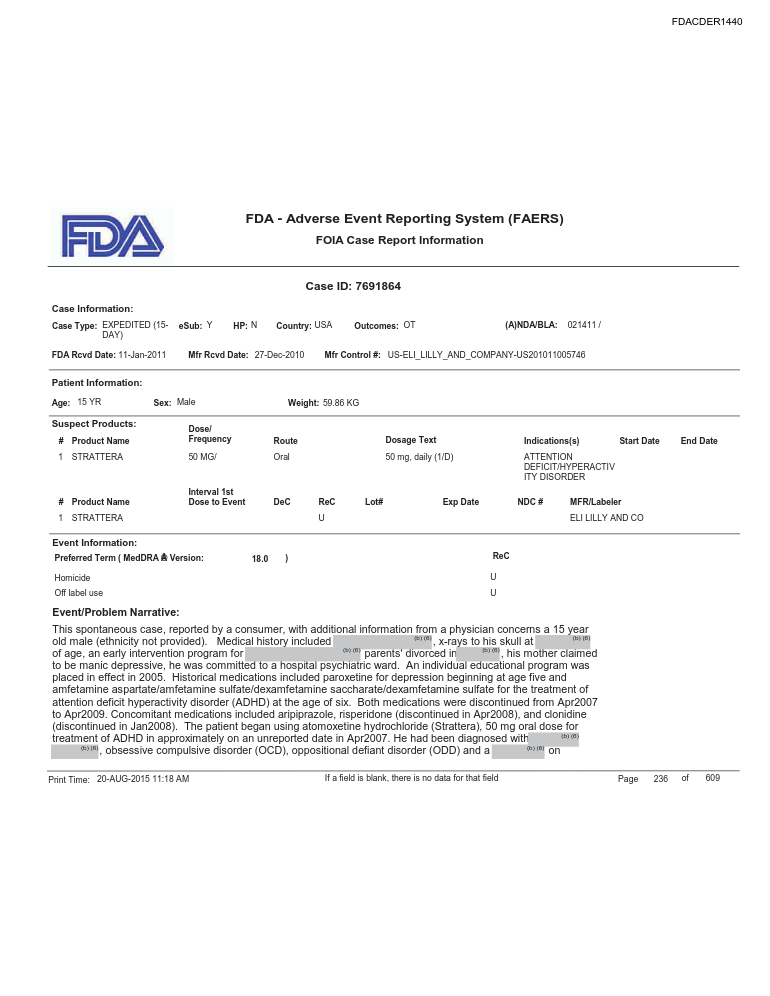 FDACDER1440
FDA
FDA - Adverse Event Reporting System (FAERS)
FOIA Case Report Information
Case ID: 7691864
Case Information:
Case Type: EXPEDITED (15-DAY) eSub: Y HP: N Country: USA Outcomes: OT (A)NDA/BLA: 021411 /
FDA Rcvd Date: 11-Jan-2011 Mfr Rcvd Date: 27-Dec-2010 Mfr Control #: US-ELI_LILLY_AND_COMPANY-US201011005746
Patient Information:
Age: 15 YR Sex: Male Weight: 59.86 KG
Suspect Products:
# Product Name Dose/ Frequency Route Dosage Text Indications(s) Start Date End Date
1 STRATTERA 50 MG/ Oral 50 mg, daily (1/D) ATTENTION
DEFICIT/HYPERACTIV
ITY DISORDER
# Product Name Interval 1st Dose to Event DeC ReC Lot# Exp Date NDC # MFR/Labeler
1 STRATTERA U ELI LILLY AND CO
Event Information:
Preferred Term ( MedDRA Version: 18.0 ) ReC
Homicide U
Off label use U
Event/Problem Narrative:
This spontaneous case, reported by a consumer, with additional information from a physician concerns a 15 year
old male (ethnicity not provided). Medical history included (b) (6), x-rays to his skull at (b) (6)
of age, an early intervention program for (b) (6) parents' divorced in (b) (6), his mother claimed
to be manic depressive, he was committed to a hospital psychiatric ward. An individual educational program was
placed in effect in 2005. Historical medications included paroxetine for depression beginning at age five and
amfetamine aspartate/amfetamine sulfate/dexamfetamine saccharate/dexamfetamine sulfate for the treatment of
attention deficit hyperactivity disorder (ADHD) at the age of six. Both medications were discontinued from Apr2007
to Apr2009. Concomitant medications included aripiprazole, risperidone (discontinued in Apr2008), and clonidine
(discontinued in Jan2008). The patient began using atomoxetine hydrochloride (Strattera), 50 mg oral dose for
treatment of ADHD in approximately on an unreported date in Apr2007. He had been diagnosed with (b) (6)
(b) (6), obsessive compulsive disorder (OCD), oppositional defiant disorder (ODD) and a (b) (6) on
Print Time: 20-AUG-2015 11:18 AM If a field is blank, there is no data for that field Page 236 of 609